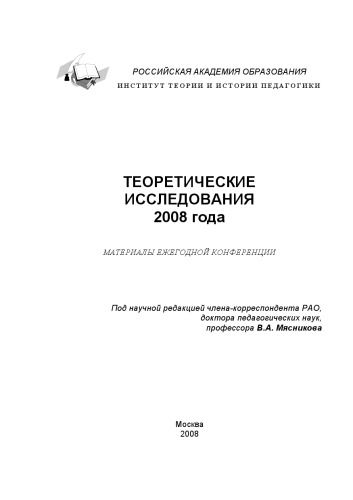 РОССИЙСКАЯ АКАДЕМИЯ ОБРАЗОВАНИЯ
ИНСТИТУТ ТЕОРИИ И ИСТОРИИ ПЕДАГОГИКИ
ТЕОРЕТИЧЕСКИЕ
ИССЛЕДОВАНИЯ
2008 года
МАТЕРИАЛЫ ЕЖЕГОДНОЙ КОНФЕРЕНЦИИ
Под научной редакцией члена-корреспондента РАО,
доктора педагогических наук,
профессора В.А. Мясникова
Москва
2008